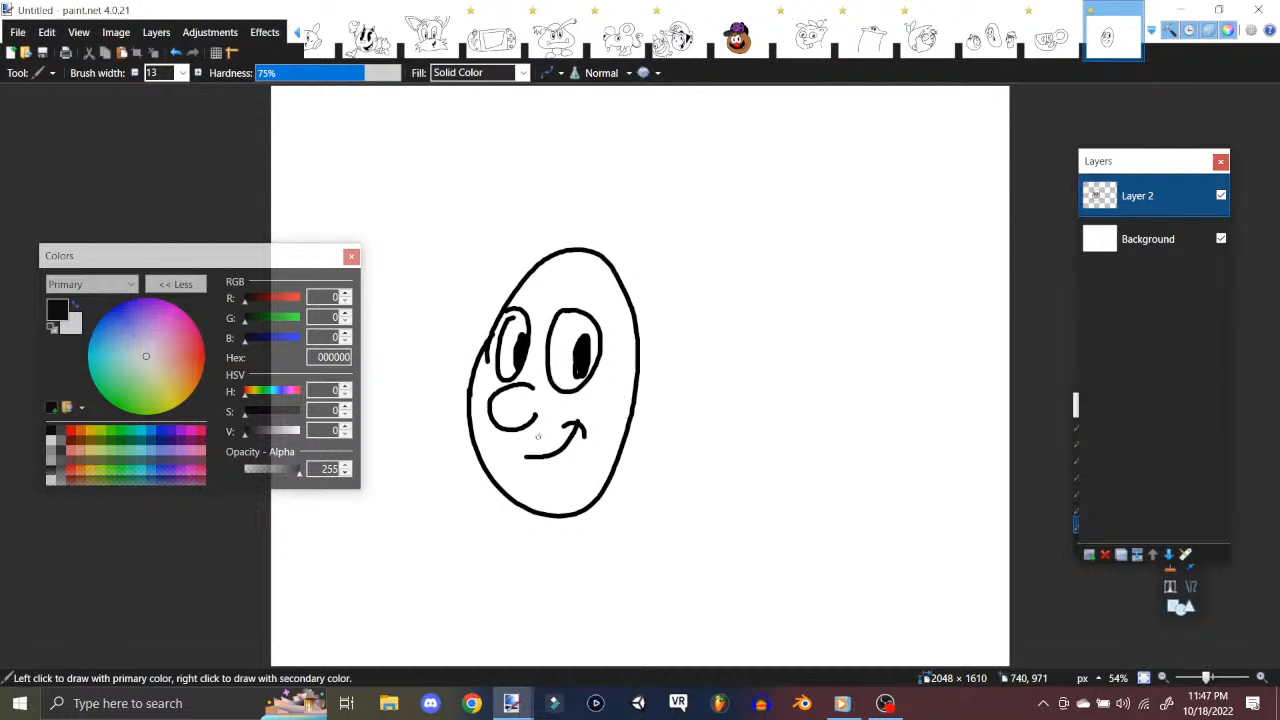 Untitled - paint.net 4.0.21
File Edit View Image Layers Adjustments Effects
Tool: Brush width: 13 Hardness: 75% Fill: Solid Color Normal
Layers
Layer 2
Background
Colors
Primary << Less
RGB
R: 0
G: 0
B: 0
Hex: 000000
HSV
H: 0
S: 0
V: 0
Opacity - Alpha
255
Left click to draw with primary color, right click to draw with secondary color. 2048 × 1610 740, 971 px 54%
Type here to search VR 11:47 PM
10/18/2022